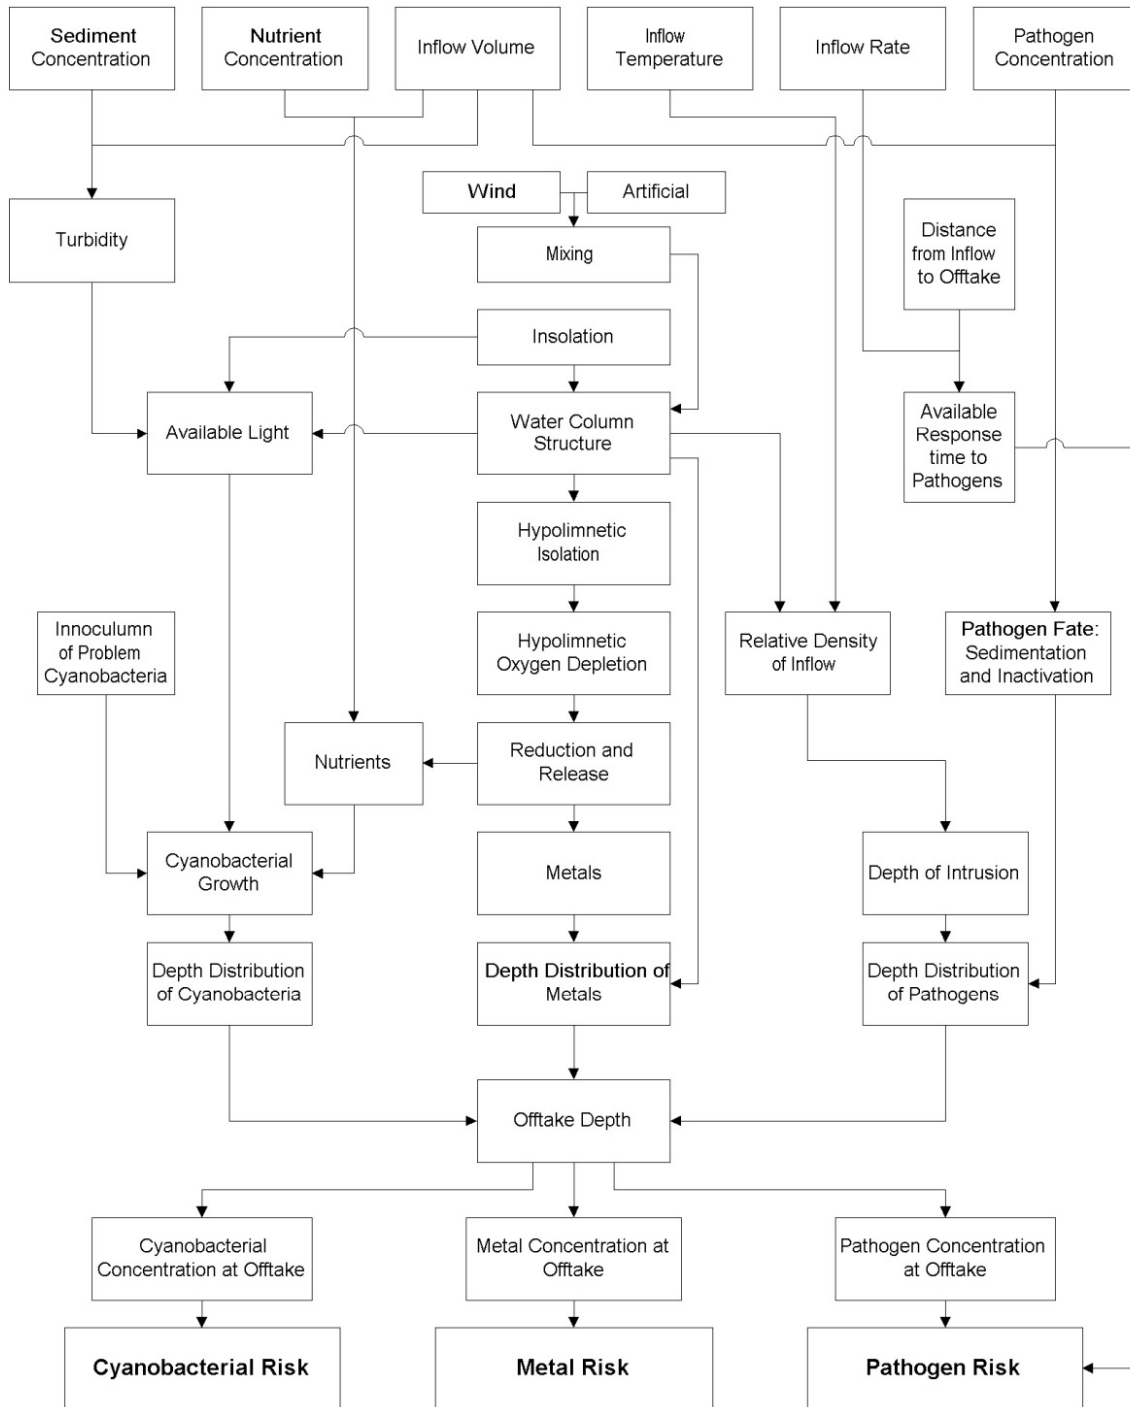 Sediment
Concentration
Nutrient
Concentration
Inflow Volume
Inflow
Temperature
Inflow Rate
Pathogen
Concentration
Wind
Artificial
Turbidity
Mixing
Distance
from Inflow
to Offtake
Insolation
Available Light
Water Column
Structure
Available
Response
time to
Pathogens
Hypolimnetic
Isolation
Innoculumn
of Problem
Cyanobacteria
Hypolimnetic
Oxygen Depletion
Relative Density
of Inflow
Pathogen Fate:
Sedimentation
and Inactivation
Nutrients
Reduction and
Release
Cyanobacterial
Growth
Metals
Depth of Intrusion
Depth Distribution
of Cyanobacteria
Depth Distribution of
Metals
Depth Distribution
of Pathogens
Offtake Depth
Cyanobacterial
Concentration at Offtake
Metal Concentration at
Offtake
Pathogen Concentration
at Offtake
Cyanobacterial Risk
Metal Risk
Pathogen Risk